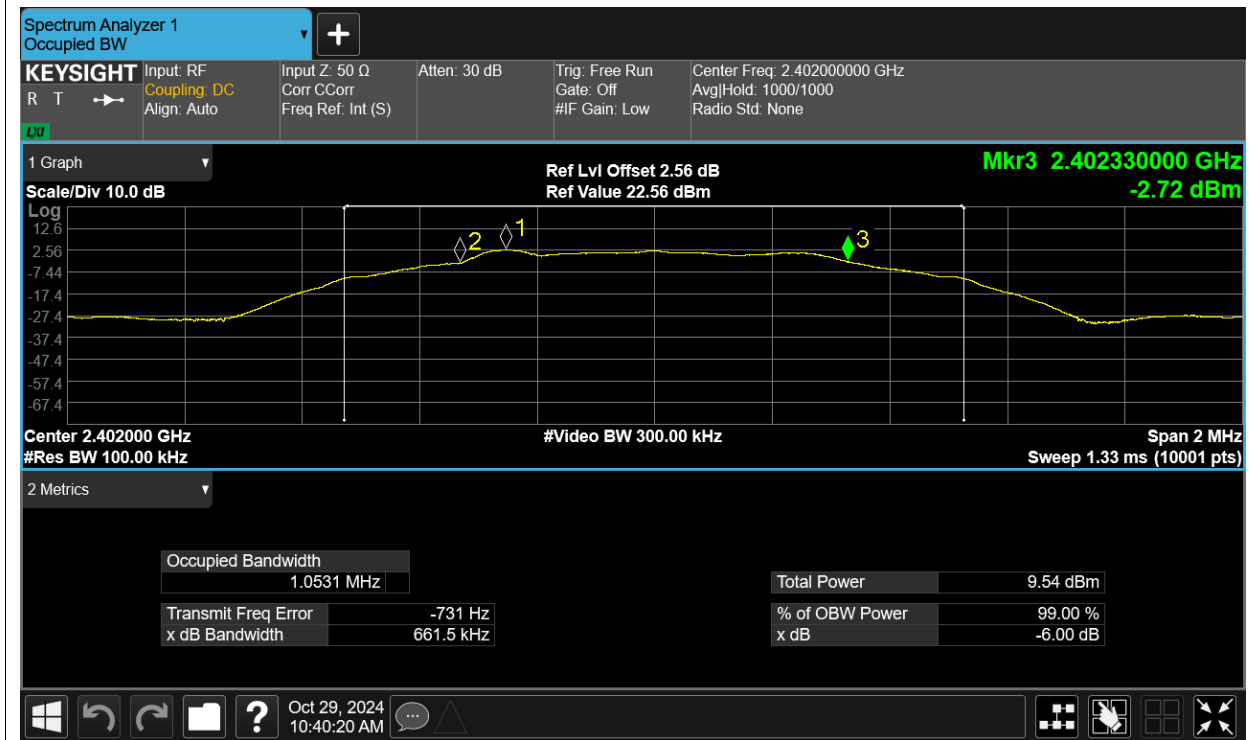 Spectrum Analyzer 1
Occupied BW
KEYSIGHT
R T
LXI
Input: RF
Coupling: DC
Align: Auto
Input Z: 50 Ω
Corr CCorr
Freq Ref: Int (S)
Atten: 30 dB
Trig: Free Run
Gate: Off
#IF Gain: Low
Center Freq: 2.402000000 GHz
Avg|Hold: 1000/1000
Radio Std: None
1 Graph
Scale/Div 10.0 dB
Ref Lvl Offset 2.56 dB
Ref Value 22.56 dBm
Mkr3 2.402330000 GHz
-2.72 dBm
Log
12.6
2.56
-7.44
-17.4
-27.4
-37.4
-47.4
-57.4
-67.4
2
1
3
Center 2.402000 GHz
#Res BW 100.00 kHz
#Video BW 300.00 kHz
Span 2 MHz
Sweep 1.33 ms (10001 pts)
2 Metrics
Occupied Bandwidth
1.0531 MHz
Transmit Freq Error -731 Hz
x dB Bandwidth 661.5 kHz
Total Power 9.54 dBm
% of OBW Power 99.00 %
x dB -6.00 dB
?
Oct 29, 2024
10:40:20 AM